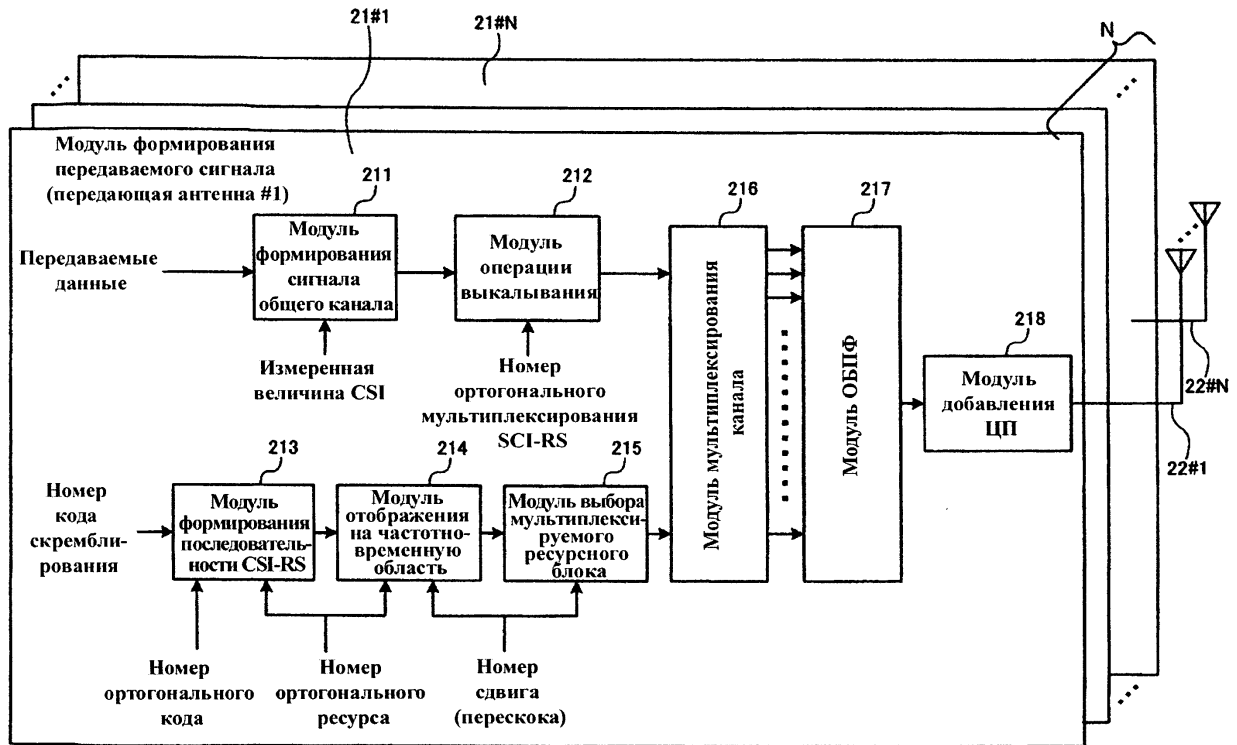 21#1
21#N
N
Модуль формирования
передаваемого сигнала
(передающая антенна #1)
211
212
216
217
Передаваемые
данные
Модуль
формирования
сигнала
общего канала
Модуль
операции
выкалывания
Модуль мультиплексирования
канала
Модуль ОБПФ
218
Модуль
добавления
ЦП
22#N
22#1
Измеренная
величина CSI
Номер
ортогонального
мультиплексирования
SCI-RS
213
214
215
Номер
кода
скрембли-
рования
Модуль
формирования
последователь-
ности CSI-RS
Модуль
отображения
на частотно-
временную
область
Модуль выбора
мультиплекси-
руемого
ресурсного
блока
Номер
ортогонального
кода
Номер
ортогонального
ресурса
Номер
сдвига
(перескока)